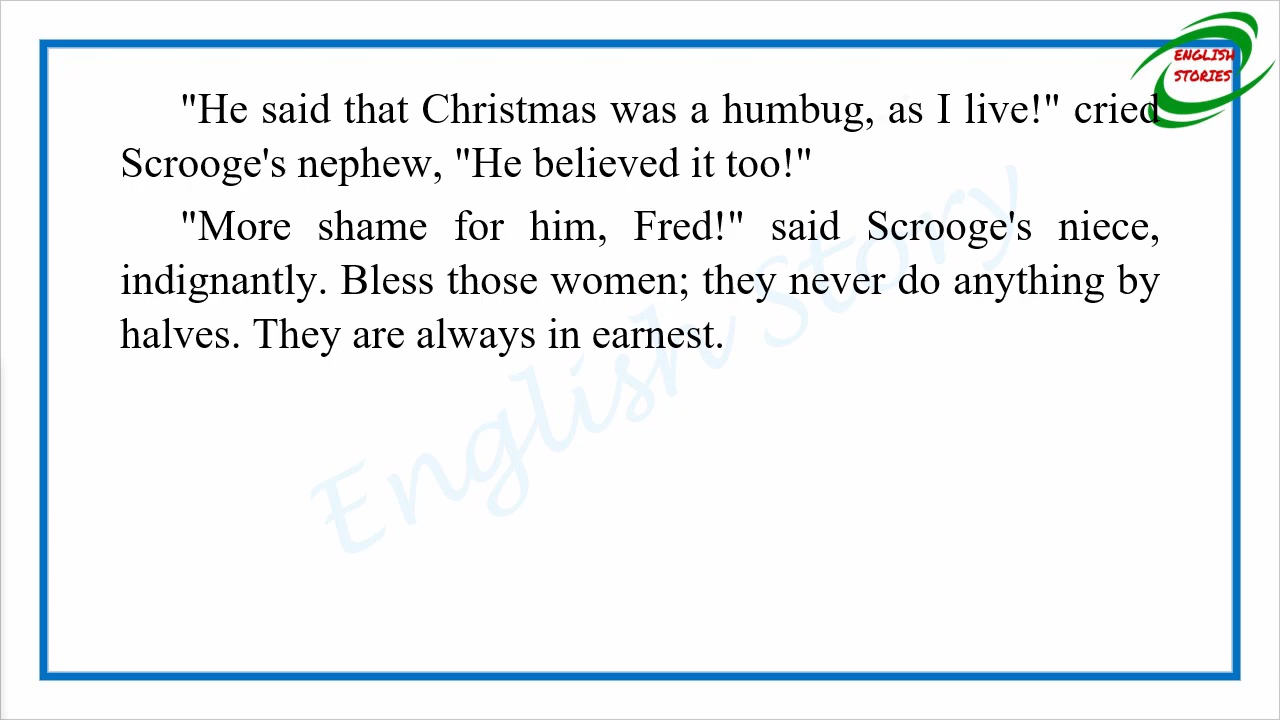 ENGLISH
STORIES
"He said that Christmas was a humbug, as I live!" cried
Scrooge's nephew, "He believed it too!"
"More shame for him, Fred!" said Scrooge's niece,
indignantly. Bless those women; they never do anything by
halves. They are always in earnest.
English Story